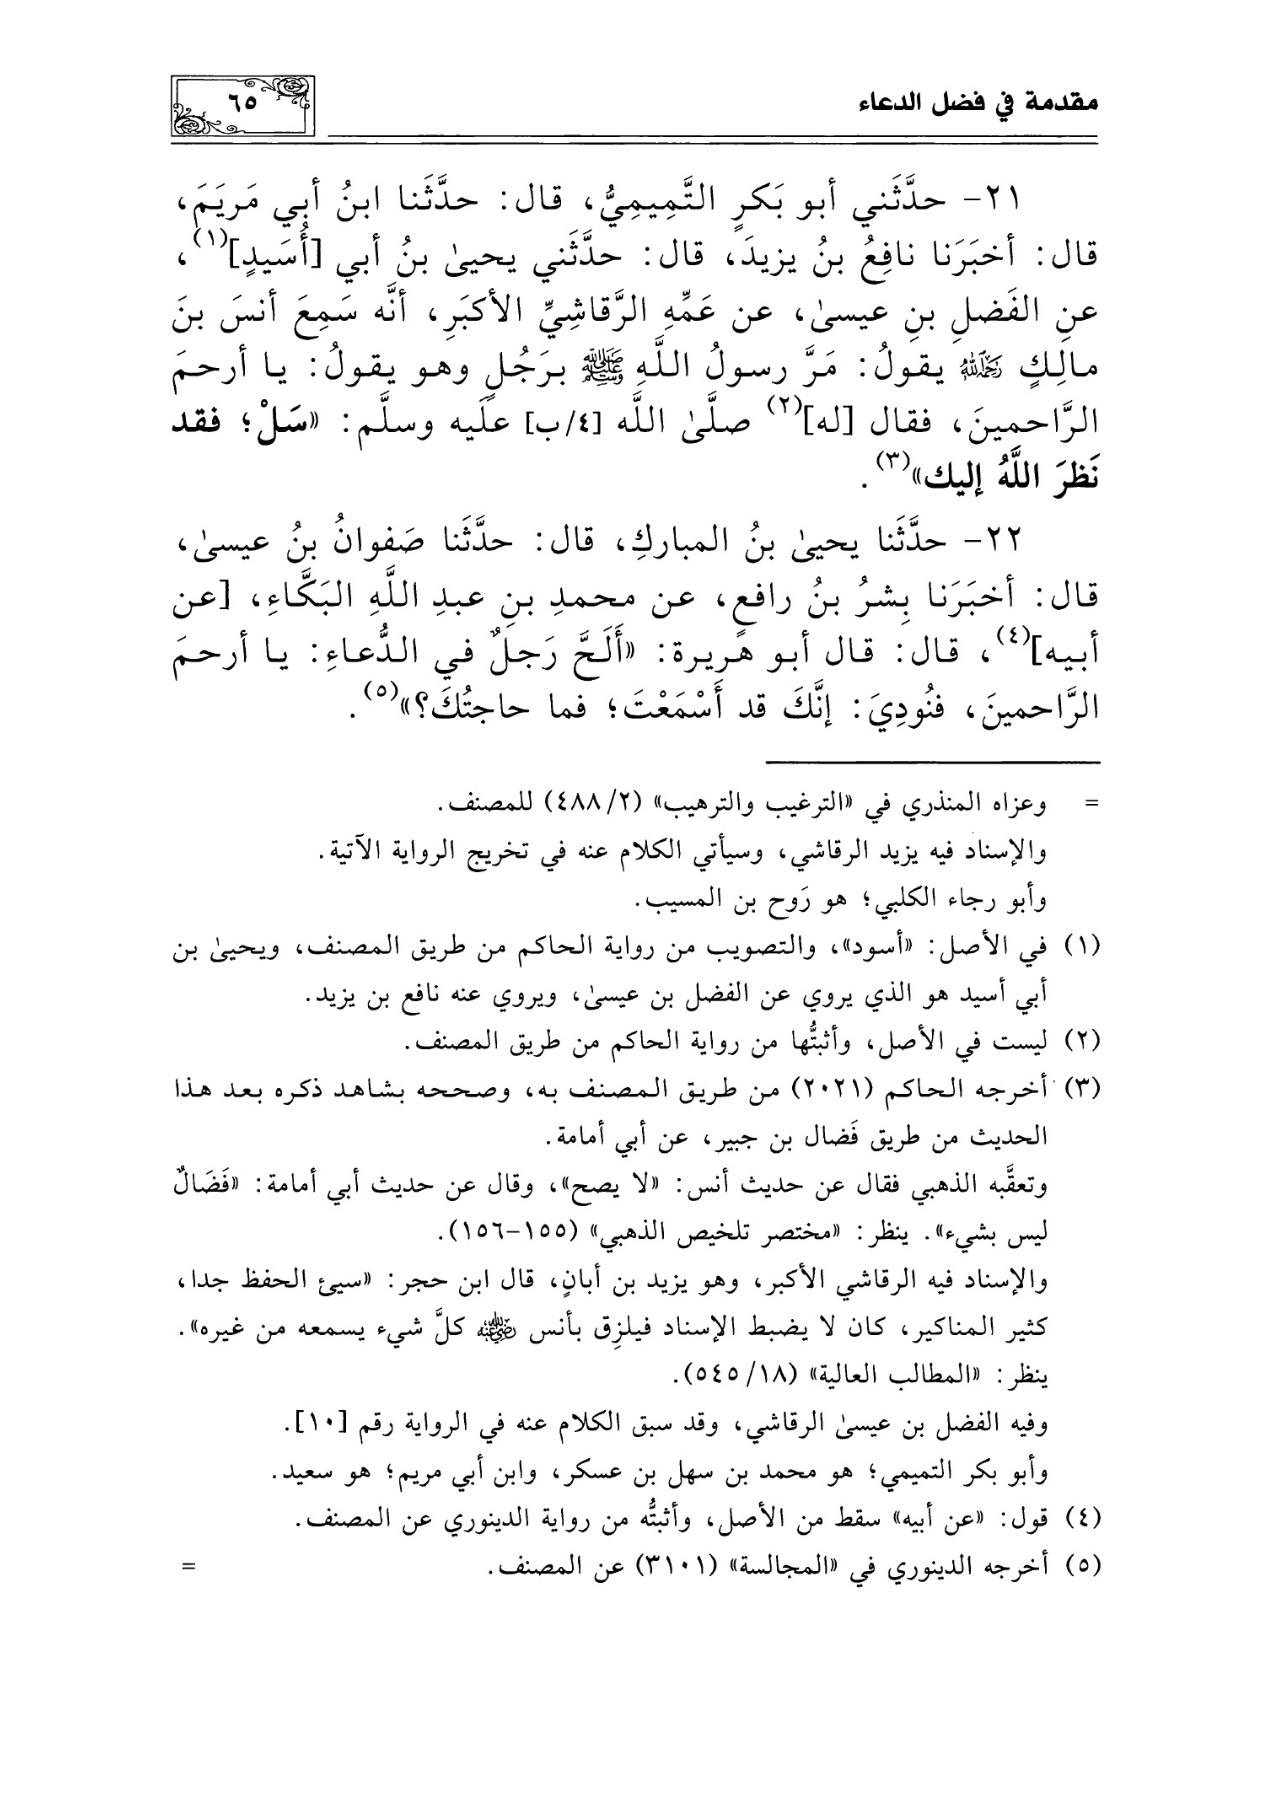 مقدمة في فضل الدعاء
٦٥
٢١- حدَّثَني أبو بَكرٍ التَّمِيمِيُّ، قال: حدَّثَنا ابنُ أبي مَريَمَ،
قال: أخبَرَنا نافِعُ بنُ يزيدَ، قال: حدَّثَني يحيىٰ بنُ أبي [أُسَيدٍ](١)،
عنِ الفَضلِ بنِ عيسىٰ، عن عَمِّهِ الرَّقاشِيِّ الأكبَرِ، أنَّه سَمِعَ أنسَ بنَ
مالِكٍ يقولُ: مَرَّ رسولُ اللَّهِ ﷺ برَجُلٍ وهو يقولُ: يا أرحمَ
الرَّاحمينَ، فقال [له](٢) صلَّىٰ اللَّه [٤/ب] علَيه وسلَّم: «سَلْ؛ فقد
نَظرَ اللَّهُ إليك»(٣).
٢٢- حدَّثَنا يحيىٰ بنُ المباركِ، قال: حدَّثَنا صَفوانُ بنُ عيسىٰ،
قال: أخبَرَنا بِشرُ بنُ رافعٍ، عن محمدِ بنِ عبدِ اللَّهِ البَكَّاءِ، [عن
أبيه](٤)، قال: قال أبو هريرة: «أَلَحَّ رَجلٌ في الدُّعاءِ: يا أرحمَ
الرَّاحمينَ، فنُودِيَ: إنَّكَ قد أَسْمَعْتَ؛ فما حاجتُكَ؟»(٥).
= وعزاه المنذري في «الترغيب والترهيب» (٤٨٨/٢) للمصنف.
والإسناد فيه يزيد الرقاشي، وسيأتي الكلام عنه في تخريج الرواية الآتية.
وأبو رجاء الكلبي؛ هو رَوح بن المسيب.
(١) في الأصل: «أسود»، والتصويب من رواية الحاكم من طريق المصنف، ويحيىٰ بن
أبي أسيد هو الذي يروي عن الفضل بن عيسىٰ، ويروي عنه نافع بن يزيد.
(٢) ليست في الأصل، وأثبتُّها من رواية الحاكم من طريق المصنف.
(٣) أخرجه الحاكم (٢٠٢١) من طريق المصنف به، وصححه بشاهد ذكره بعد هذا
الحديث من طريق فَضال بن جبير، عن أبي أمامة.
وتعقَّبه الذهبي فقال عن حديث أنس: «لا يصح»، وقال عن حديث أبي أمامة: «فَضَالٌ
ليس بشيء». ينظر: «مختصر تلخيص الذهبي» (١٥٥-١٥٦).
والإسناد فيه الرقاشي الأكبر، وهو يزيد بن أبانٍ، قال ابن حجر: «سيئ الحفظ جدا،
كثير المناكير، كان لا يضبط الإسناد فيلزِق بأنس رضي الله عنه كلَّ شيء يسمعه من غيره».
ينظر: «المطالب العالية» (٥٤٥/١٨).
وفيه الفضل بن عيسىٰ الرقاشي، وقد سبق الكلام عنه في الرواية رقم [١٠].
وأبو بكر التميمي؛ هو محمد بن سهل بن عسكر، وابن أبي مريم؛ هو سعيد.
(٤) قول: «عن أبيه» سقط من الأصل، وأثبتُّه من رواية الدينوري عن المصنف.
(٥) أخرجه الدينوري في «المجالسة» (٣١٠١) عن المصنف. =